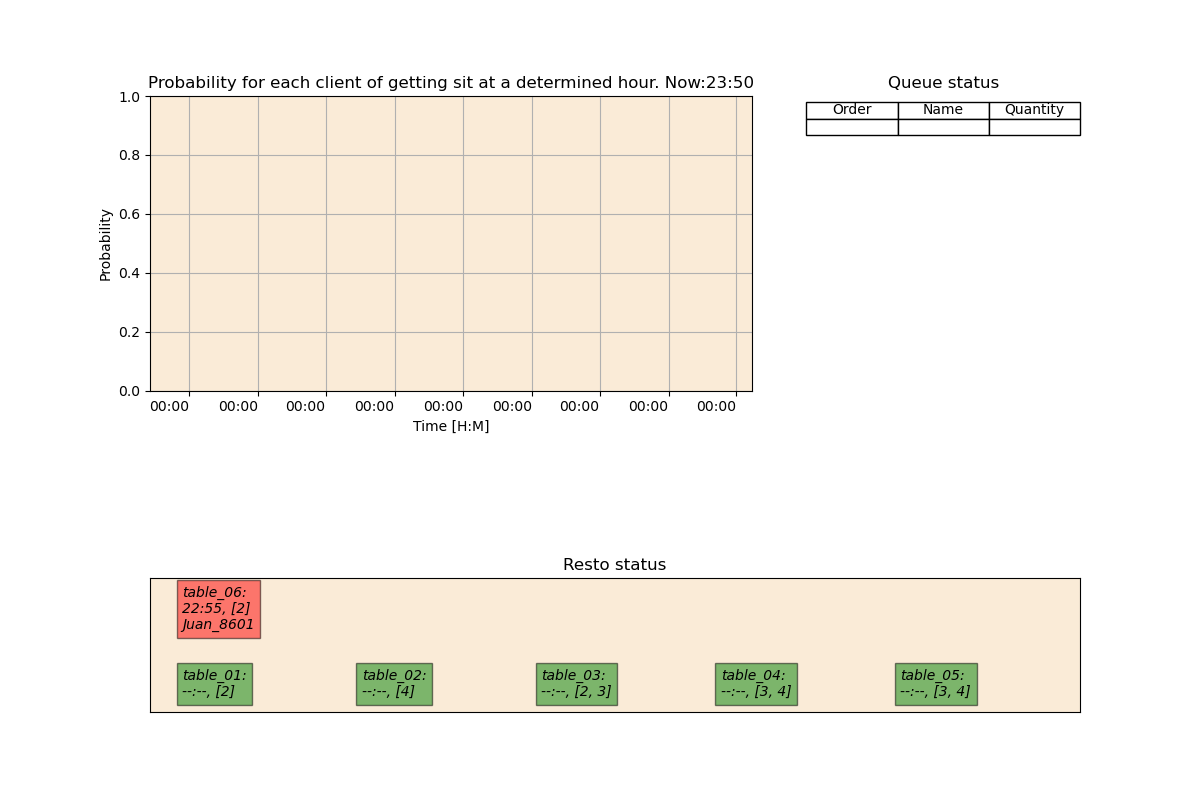 Probability for each client of getting sit at a determined hour. Now:23:50
1.0
0.8
0.6
0.4
0.2
0.0
Probability
00:00 00:00 00:00 00:00 00:00 00:00 00:00 00:00 00:00
Time [H:M]
Queue status
Order Name Quantity
Resto status
table_06:
22:55, [2]
Juan_8601
table_01:
--:--, [2]
table_02:
--:--, [4]
table_03:
--:--, [2, 3]
table_04:
--:--, [3, 4]
table_05:
--:--, [3, 4]